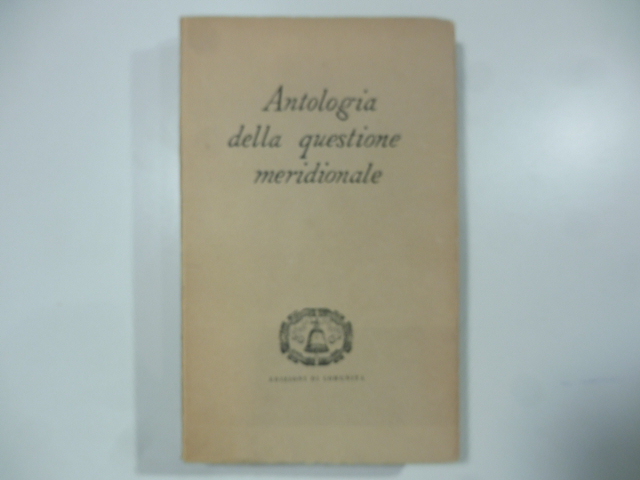 Antologia
della questione
meridionale
EDIZIONI DI COMUNITÀ